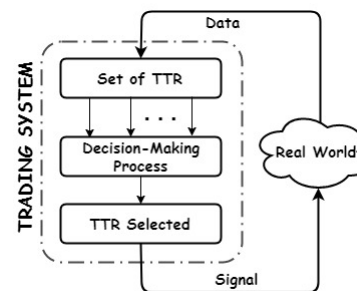 Data
TRADING SYSTEM
Set of TTR
. . .
Decision-Making
Process
Real World
TTR Selected
Signal